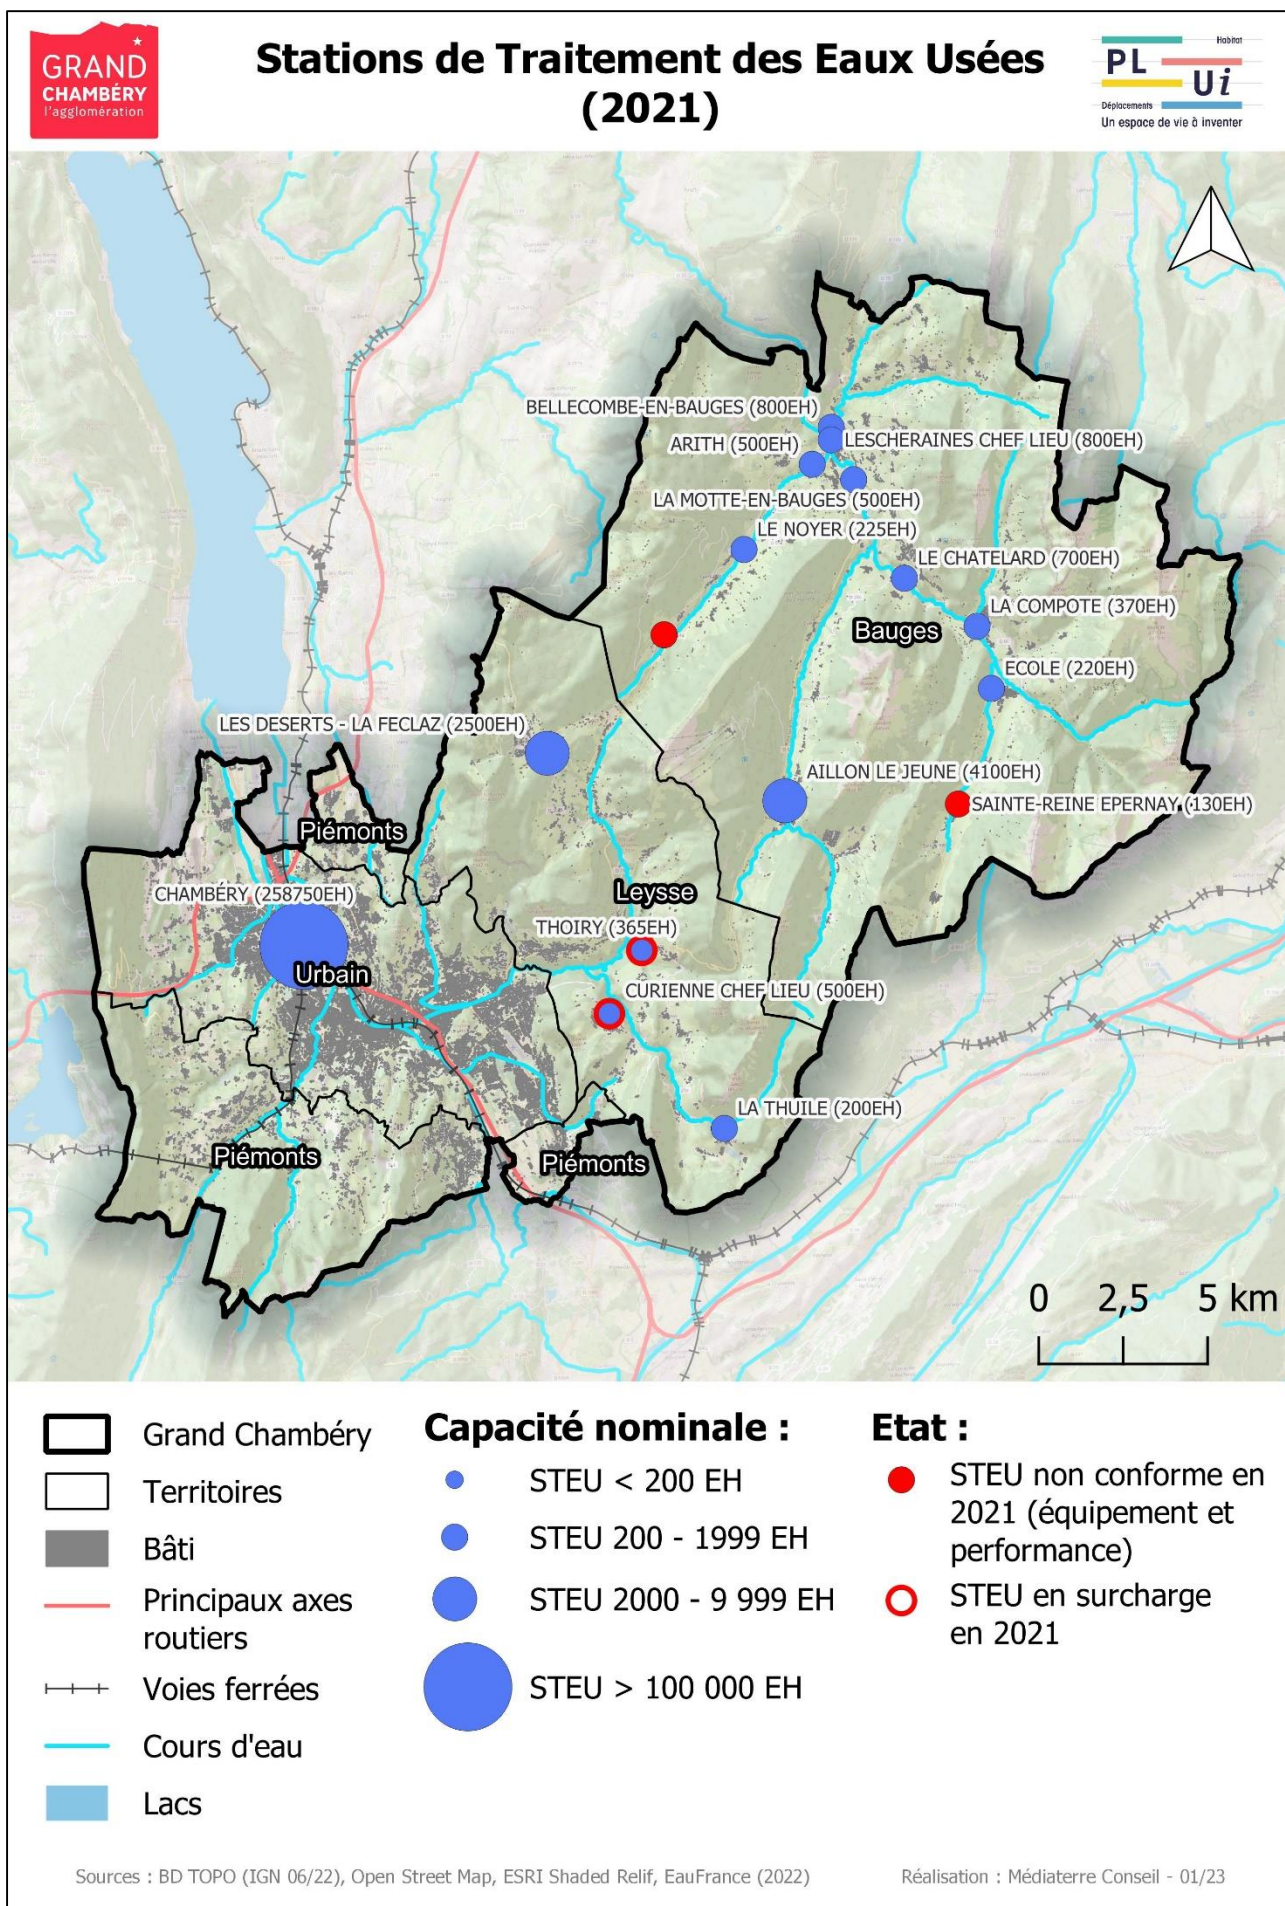 GRAND
CHAMBÉRY
l'agglomération
Stations de Traitement des Eaux Usées
(2021)
Habitat
PL
Ui
Déplacements
Un espace de vie à inventer
BELLECOMBE-EN-BAUGES (800EH)
LESCHERAINES CHEF LIEU (800EH)
ARITH (500EH)
LA MOTTE-EN-BAUGES (500EH)
LE NOYER (225EH)
LE CHATELARD (700EH)
LA COMPOTE (370EH)
Bauges
ECOLE (220EH)
LES DESERTS - LA FECLAZ (2500EH)
AILLON LE JEUNE (4100EH)
SAINTE-REINE EPERNAY (130EH)
Piémonts
CHAMBÉRY (258750EH)
Leysse
THOIRY (365EH)
Urbain
CURIENNE CHEF LIEU (500EH)
LA THUILE (200EH)
Piémonts
Piémonts
0 2,5 5 km
Grand Chambéry
Territoires
Bâti
Principaux axes
routiers
Voies ferrées
Cours d'eau
Lacs
Capacité nominale :
STEU < 200 EH
STEU 200 - 1999 EH
STEU 2000 - 9 999 EH
STEU > 100 000 EH
Etat :
STEU non conforme en
2021 (équipement et
performance)
STEU en surcharge
en 2021
Sources : BD TOPO (IGN 06/22), Open Street Map, ESRI Shaded Relif, EauFrance (2022)
Réalisation : Médiaterre Conseil - 01/23